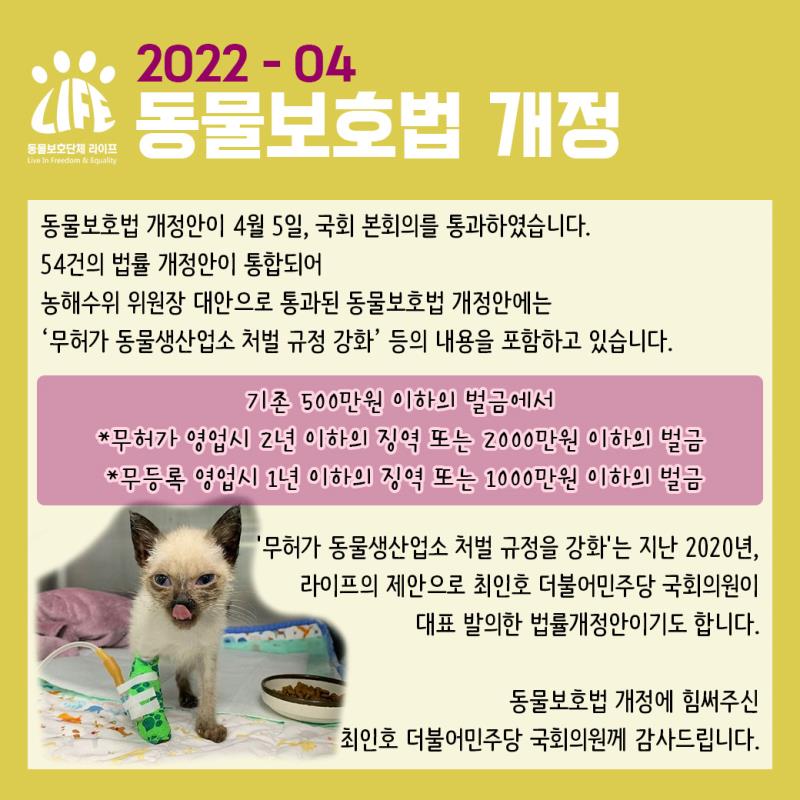 2022 - 04
LIFE
동물보호단체 라이프
Live In Freedom & Equality
동물보호법 개정
동물보호법 개정안이 4월 5일, 국회 본회의를 통과하였습니다.
54건의 법률 개정안이 통합되어
농해수위 위원장 대안으로 통과된 동물보호법 개정안에는
‘무허가 동물생산업소 처벌 규정 강화’ 등의 내용을 포함하고 있습니다.
기존 500만원 이하의 벌금에서
*무허가 영업시 2년 이하의 징역 또는 2000만원 이하의 벌금
*무등록 영업시 1년 이하의 징역 또는 1000만원 이하의 벌금
'무허가 동물생산업소 처벌 규정을 강화'는 지난 2020년,
라이프의 제안으로 최인호 더불어민주당 국회의원이
대표 발의한 법률개정안이기도 합니다.
동물보호법 개정에 힘써주신
최인호 더불어민주당 국회의원께 감사드립니다.